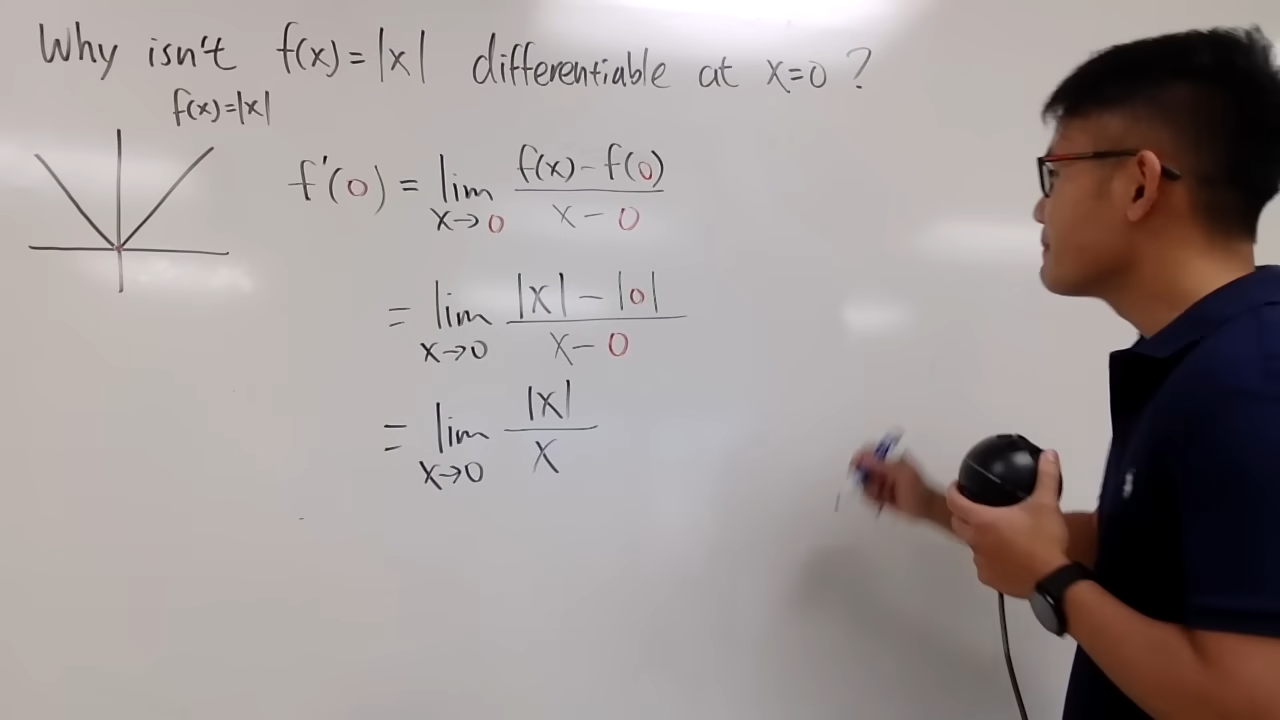 Why isn't f(x)=|x| differentiable at x=0?
f(x)=|x|
f'(0) = lim x→0 f(x)-f(0) / x-0
= lim x→0 |x|-|0| / x-0
= lim x→0 |x| / x